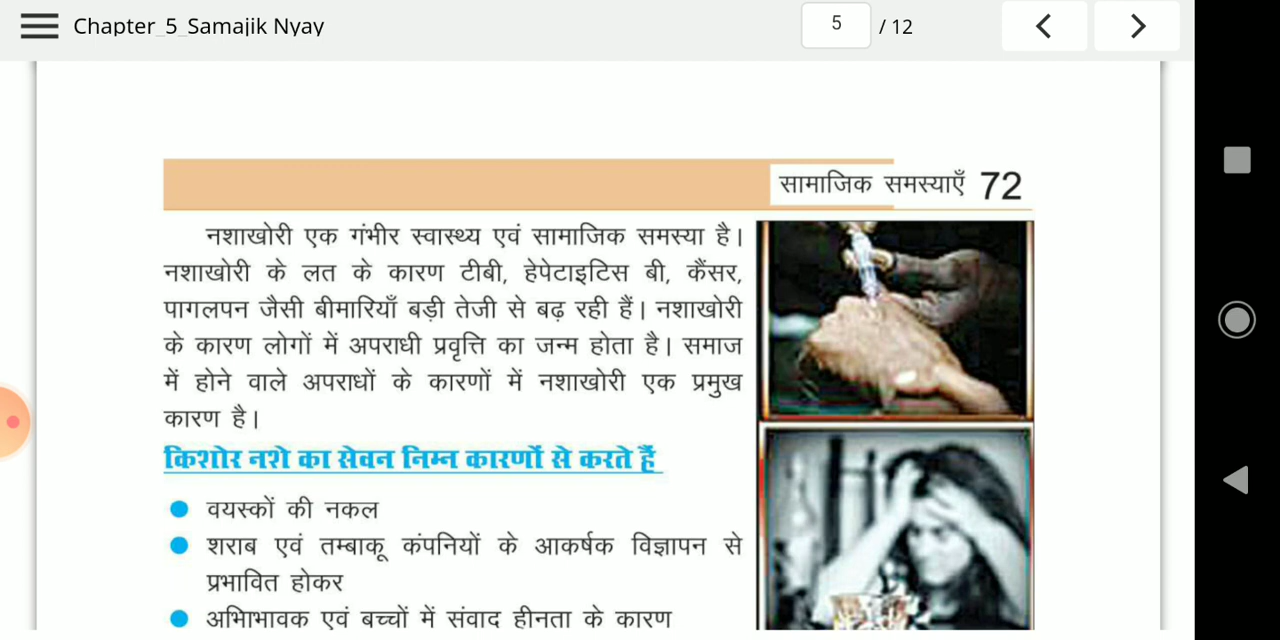 Chapter_5_Samajik Nyay
5 / 12
सामाजिक समस्याएँ 72
नशाखोरी एक गंभीर स्वास्थ्य एवं सामाजिक समस्या है।
नशाखोरी के लत के कारण टीबी, हेपेटाइटिस बी, कैंसर,
पागलपन जैसी बीमारियाँ बड़ी तेजी से बढ़ रही हैं। नशाखोरी
के कारण लोगों में अपराधी प्रवृत्ति का जन्म होता है। समाज
में होने वाले अपराधों के कारणों में नशाखोरी एक प्रमुख
कारण है।
किशोर नशे का सेवन निम्न कारणों से करते हैं
वयस्कों की नकल
शराब एवं तम्बाकू कंपनियों के आकर्षक विज्ञापन से
प्रभावित होकर
अभिाभावक एवं बच्चों में संवाद हीनता के कारण